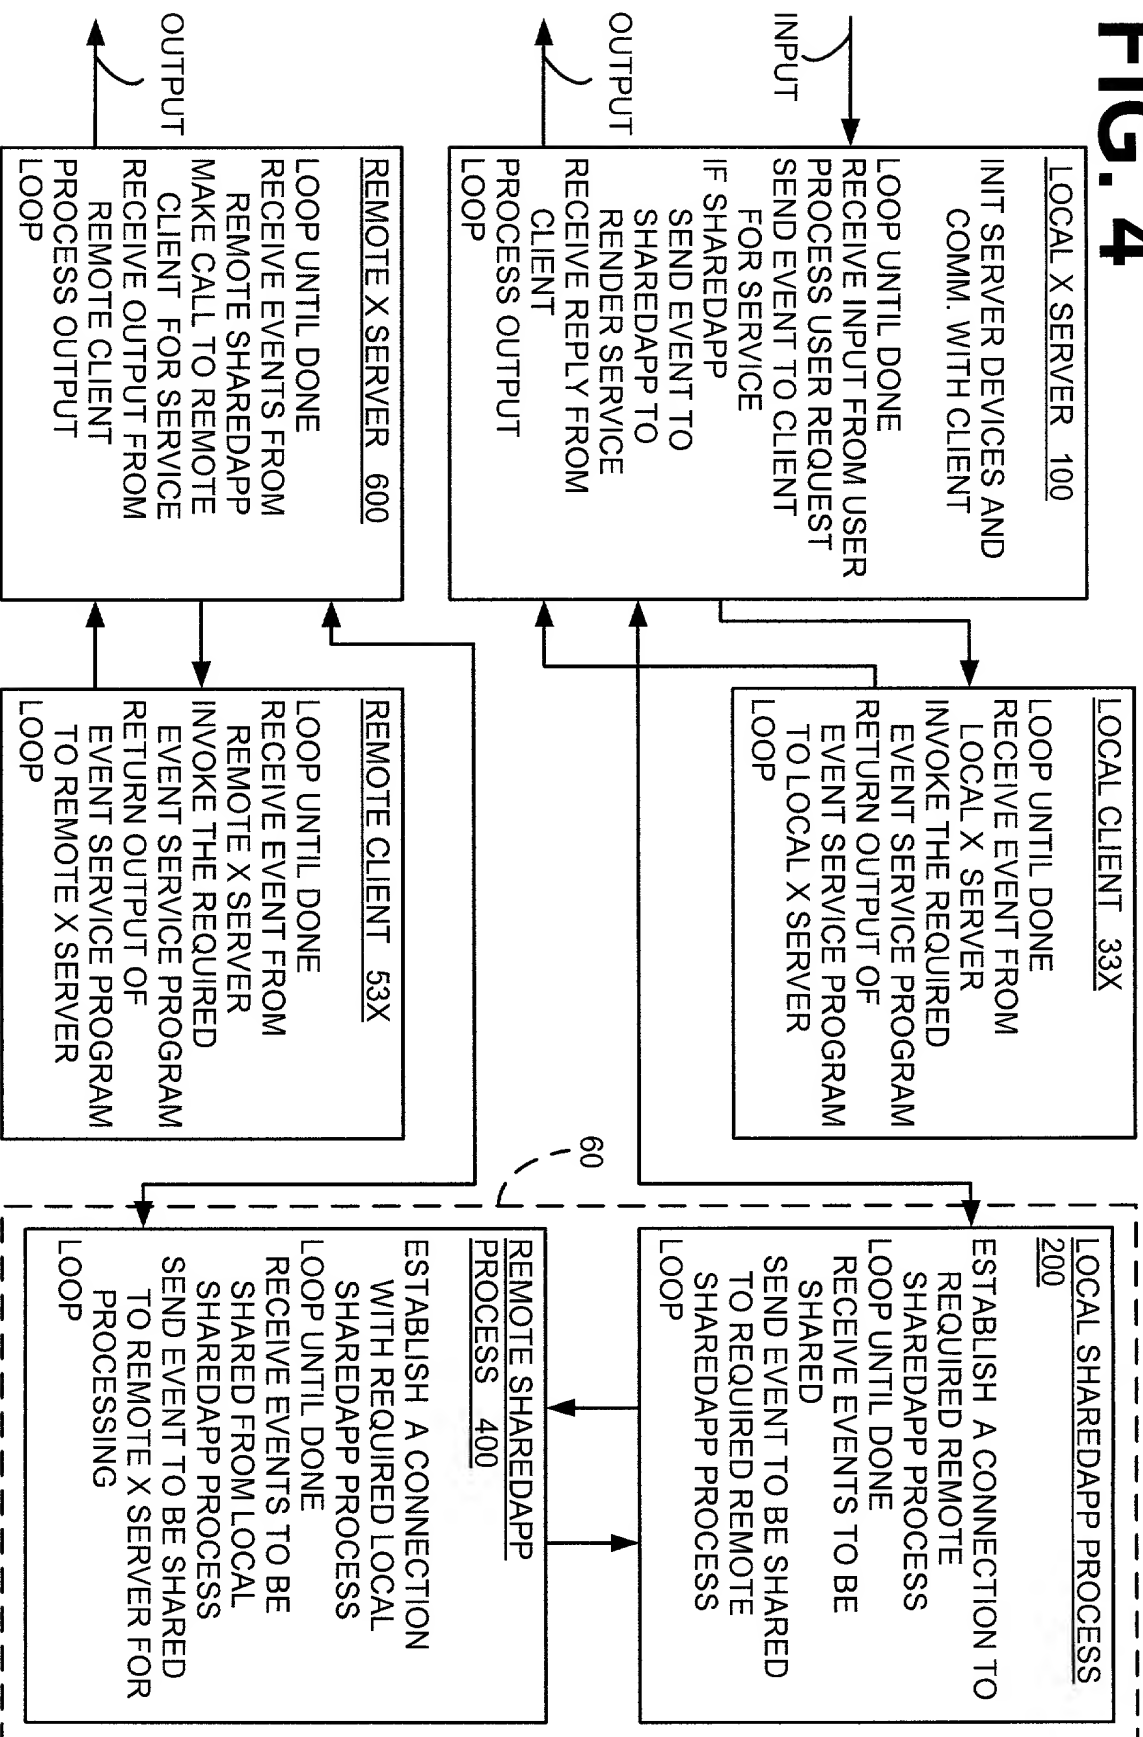 FIG. 4
INPUT
OUTPUT
OUTPUT
LOCAL X SERVER 100
INIT SERVER DEVICES AND
COMM. WITH CLIENT
LOOP UNTIL DONE
RECEIVE INPUT FROM USER
PROCESS USER REQUEST
SEND EVENT TO CLIENT
FOR SERVICE
IF SHAREDAPP
SEND EVENT TO
SHAREDAPP TO
RENDER SERVICE
RECEIVE REPLY FROM
CLIENT
PROCESS OUTPUT
LOOP
REMOTE X SERVER 600
LOOP UNTIL DONE
RECEIVE EVENTS FROM
REMOTE SHAREDAPP
MAKE CALL TO REMOTE
CLIENT FOR SERVICE
RECEIVE OUTPUT FROM
REMOTE CLIENT
PROCESS OUTPUT
LOOP
LOCAL CLIENT 33X
LOOP UNTIL DONE
RECEIVE EVENT FROM
LOCAL X SERVER
INVOKE THE REQUIRED
EVENT SERVICE PROGRAM
RETURN OUTPUT OF
EVENT SERVICE PROGRAM
TO LOCAL X SERVER
LOOP
REMOTE CLIENT 53X
LOOP UNTIL DONE
RECEIVE EVENT FROM
REMOTE X SERVER
INVOKE THE REQUIRED
EVENT SERVICE PROGRAM
RETURN OUTPUT OF
EVENT SERVICE PROGRAM
TO REMOTE X SERVER
LOOP
60
LOCAL SHAREDAPP PROCESS
200
ESTABLISH A CONNECTION TO
REQUIRED REMOTE
SHAREDAPP PROCESS
LOOP UNTIL DONE
RECEIVE EVENTS TO BE
SHARED
SEND EVENT TO BE SHARED
TO REQUIRED REMOTE
SHAREDAPP PROCESS
LOOP
REMOTE SHAREDAPP
PROCESS 400
ESTABLISH A CONNECTION
WITH REQUIRED LOCAL
SHAREDAPP PROCESS
LOOP UNTIL DONE
RECEIVE EVENTS TO BE
SHARED FROM LOCAL
SHAREDAPP PROCESS
SEND EVENT TO BE SHARED
TO REMOTE X SERVER FOR
PROCESSING
LOOP